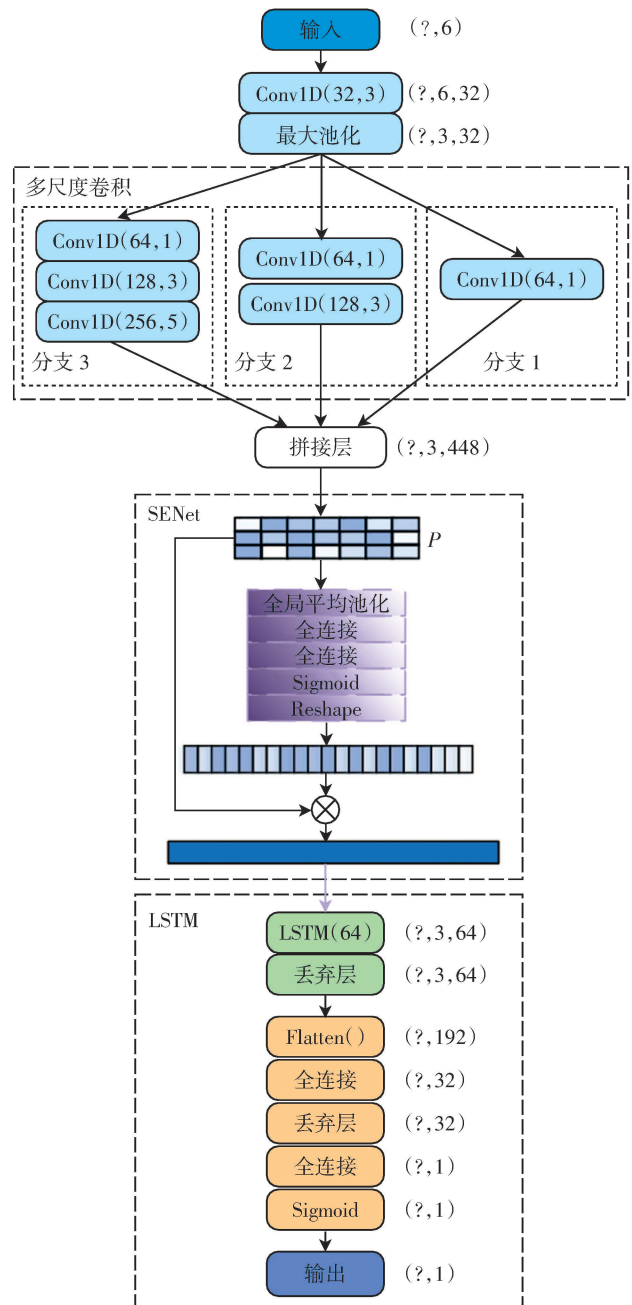 输入 (?,6)
Conv1D(32,3) (?,6,32)
最大池化 (?,3,32)
多尺度卷积
Conv1D(64,1)
Conv1D(128,3)
Conv1D(256,5)
分支3
Conv1D(64,1)
Conv1D(128,3)
分支2
Conv1D(64,1)
分支1
拼接层 (?,3,448)
SENet
P
全局平均池化
全连接
全连接
Sigmoid
Reshape
LSTM
LSTM(64) (?,3,64)
丢弃层 (?,3,64)
Flatten() (?,192)
全连接 (?,32)
丢弃层 (?,32)
全连接 (?,1)
Sigmoid (?,1)
输出 (?,1)